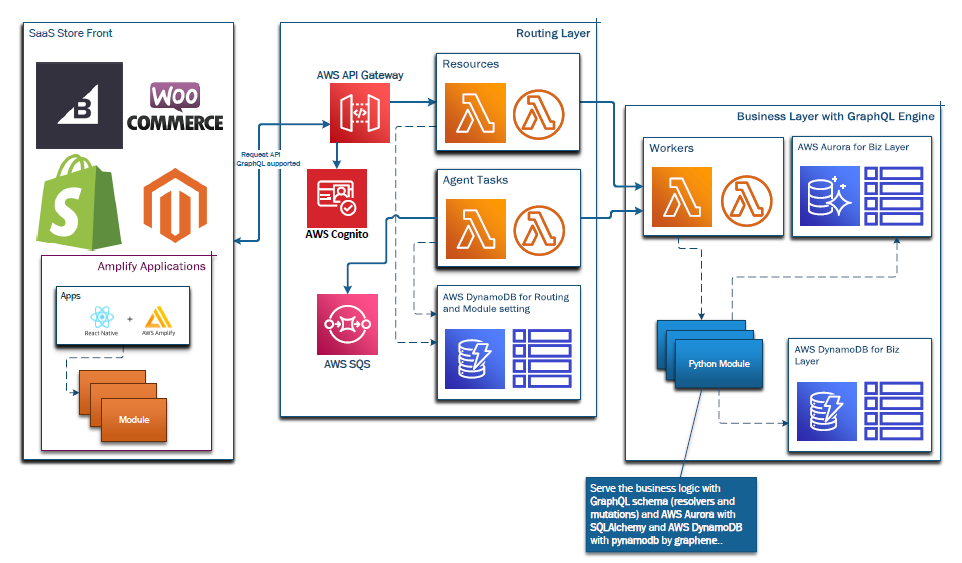 SaaS Store Front
B
WOO
COMMERCE
S
Amplify Applications
Apps
React Native
+
AWS Amplify
Module
Request API
GraphQL supported
Routing Layer
AWS API Gateway
AWS Cognito
AWS SQS
Resources
Agent Tasks
AWS DynamoDB for Routing
and Module setting
Business Layer with GraphQL Engine
Workers
AWS Aurora for Biz Layer
Python Module
AWS DynamoDB for Biz
Layer
Serve the business logic with
GraphQL schema (resolvers and
mutations) and AWS Aurora with
SQLAlchemy and AWS DynamoDB
with pynamodb by graphene..